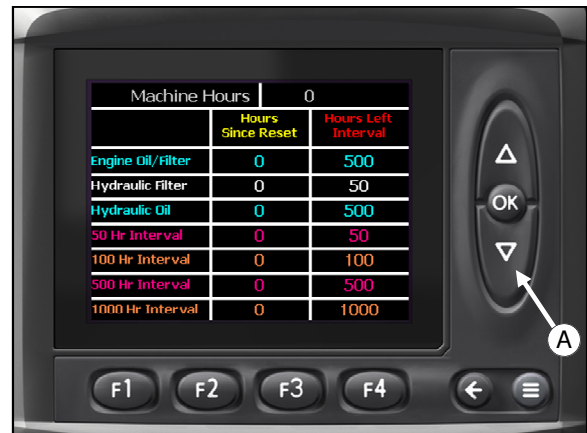 Machine Hours 0
Hours Since Reset Hours Left Interval
Engine Oil/Filter 0 500
Hydraulic Filter 0 50
Hydraulic Oil 0 500
50 Hr Interval 0 50
100 Hr Interval 0 100
500 Hr Interval 0 500
1000 Hr Interval 0 1000
OK
A
F1 F2 F3 F4